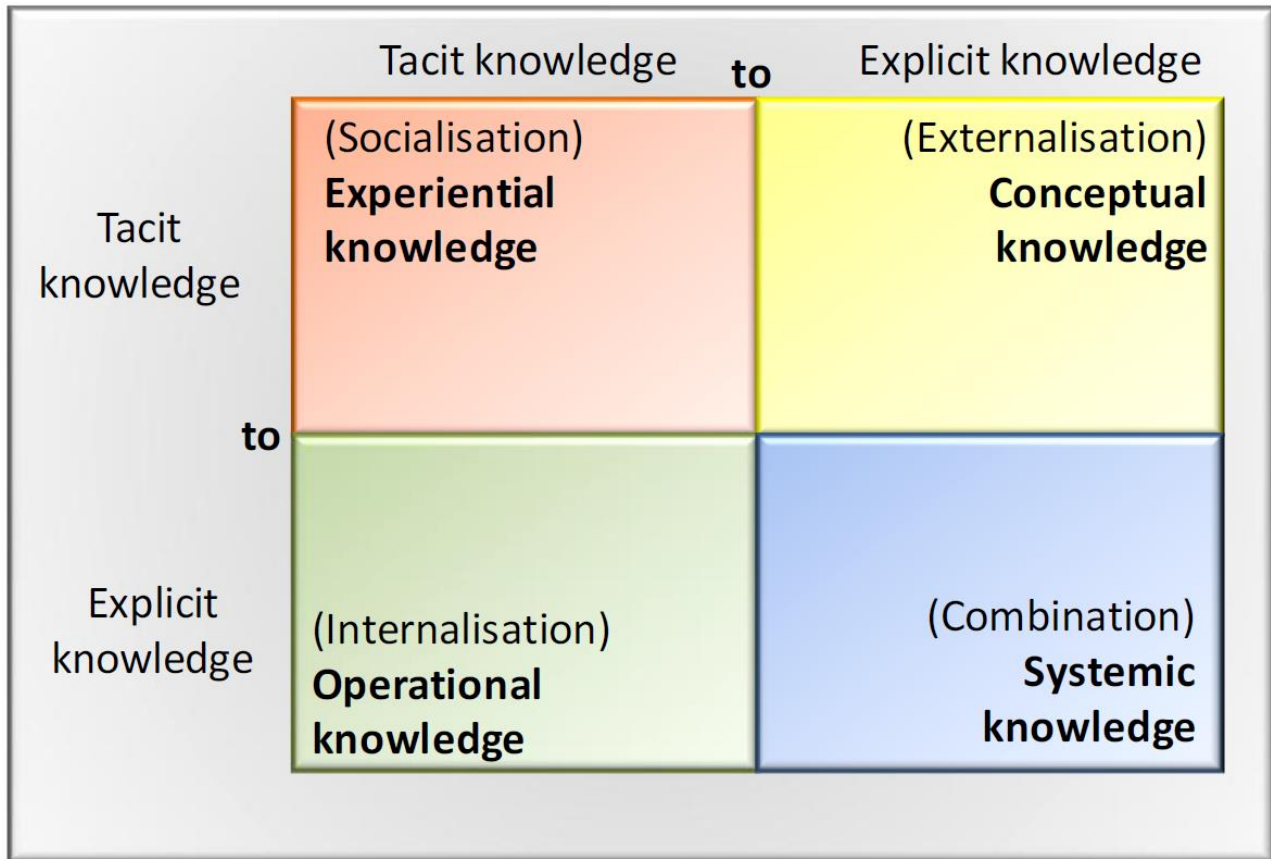 Tacit knowledge to Explicit knowledge
(Socialisation)
Experiential
knowledge
(Externalisation)
Conceptual
knowledge
Tacit
knowledge
to
Explicit
knowledge
(Internalisation)
Operational
knowledge
(Combination)
Systemic
knowledge